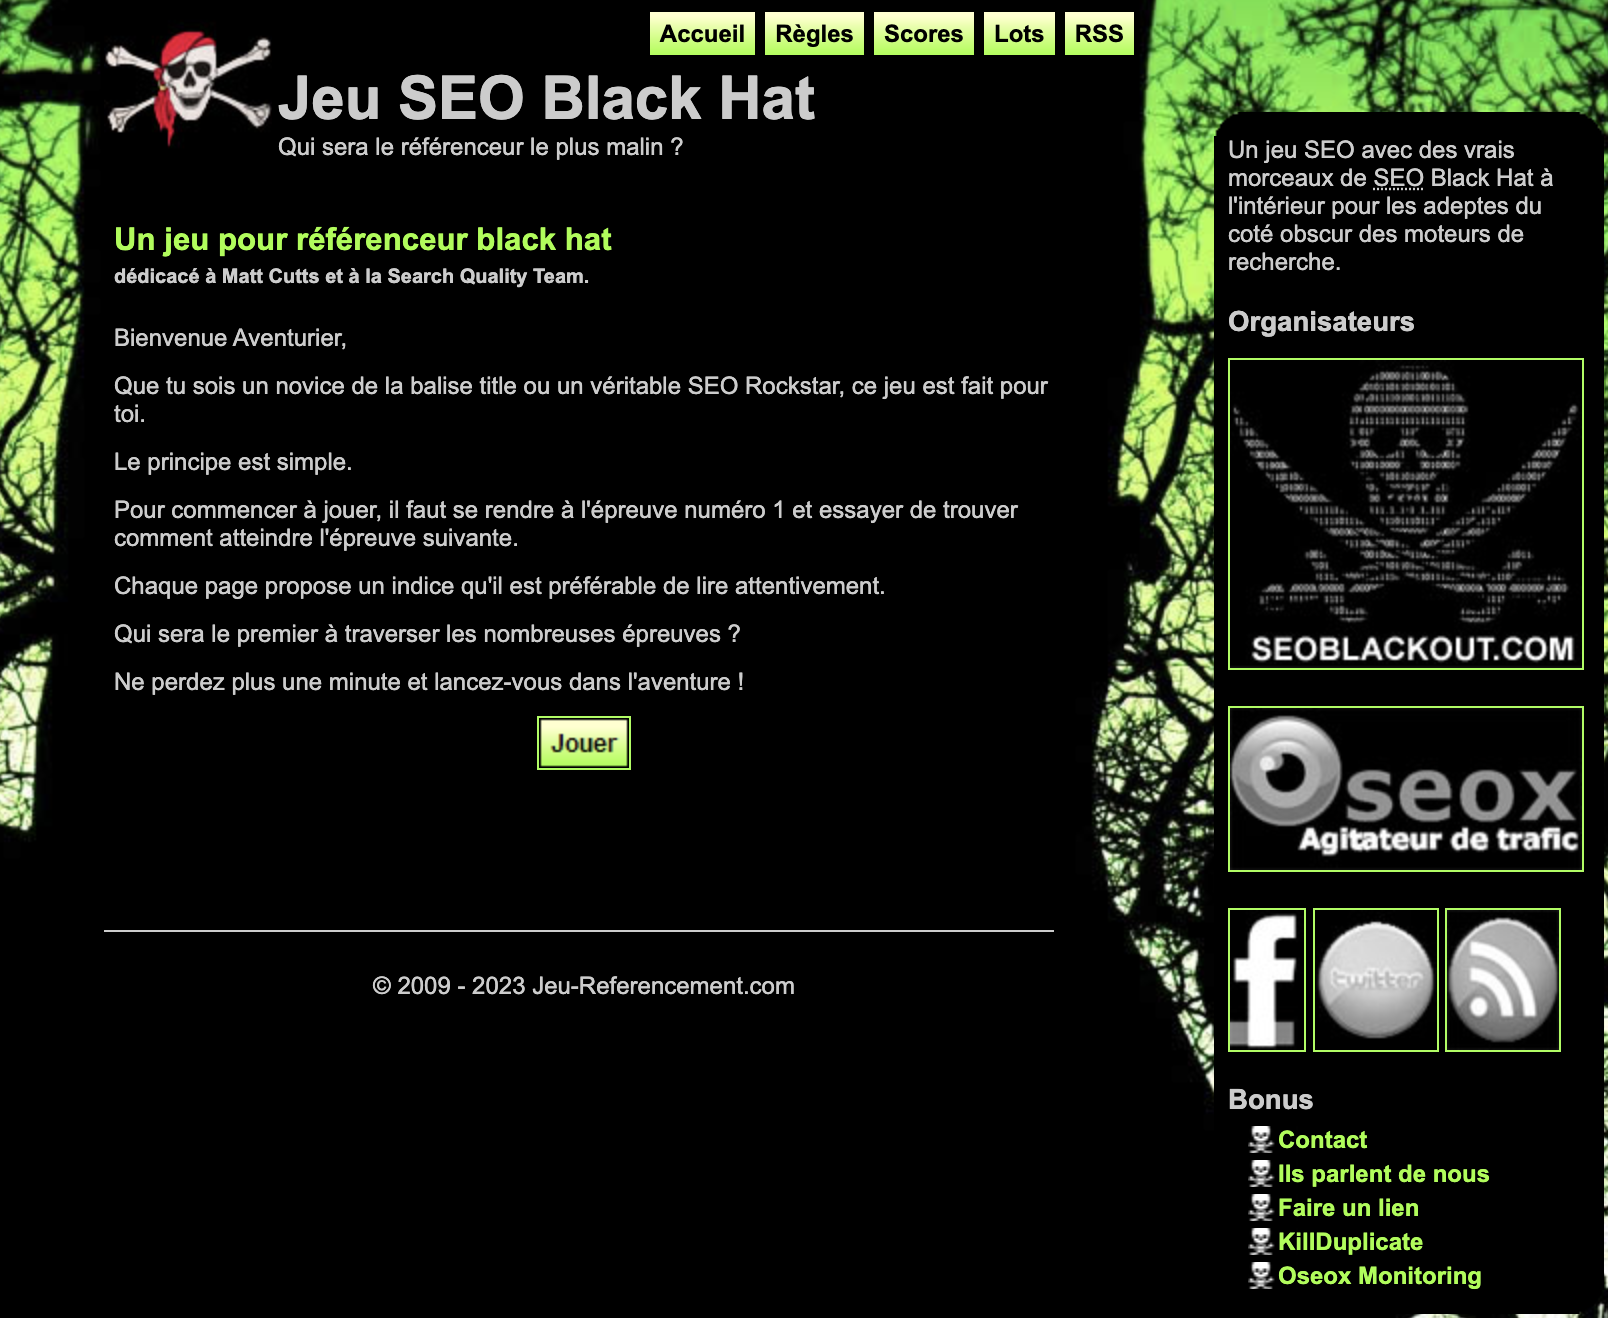 Accueil
Règles
Scores
Lots
RSS
Jeu SEO Black Hat
Qui sera le référenceur le plus malin ?
Un jeu pour référenceur black hat
dédicacé à Matt Cutts et à la Search Quality Team.
Bienvenue Aventurier,
Que tu sois un novice de la balise title ou un véritable SEO Rockstar, ce jeu est fait pour
toi.
Le principe est simple.
Pour commencer à jouer, il faut se rendre à l'épreuve numéro 1 et essayer de trouver
comment atteindre l'épreuve suivante.
Chaque page propose un indice qu'il est préférable de lire attentivement.
Qui sera le premier à traverser les nombreuses épreuves ?
Ne perdez plus une minute et lancez-vous dans l'aventure !
Jouer
© 2009 - 2023 Jeu-Referencement.com
Un jeu SEO avec des vrais
morceaux de SEO Black Hat à
l'intérieur pour les adeptes du
coté obscur des moteurs de
recherche.
Organisateurs
SEOBLACKOUT.COM
Oseox
Agitateur de trafic
twitter
Bonus
Contact
Ils parlent de nous
Faire un lien
KillDuplicate
Oseox Monitoring